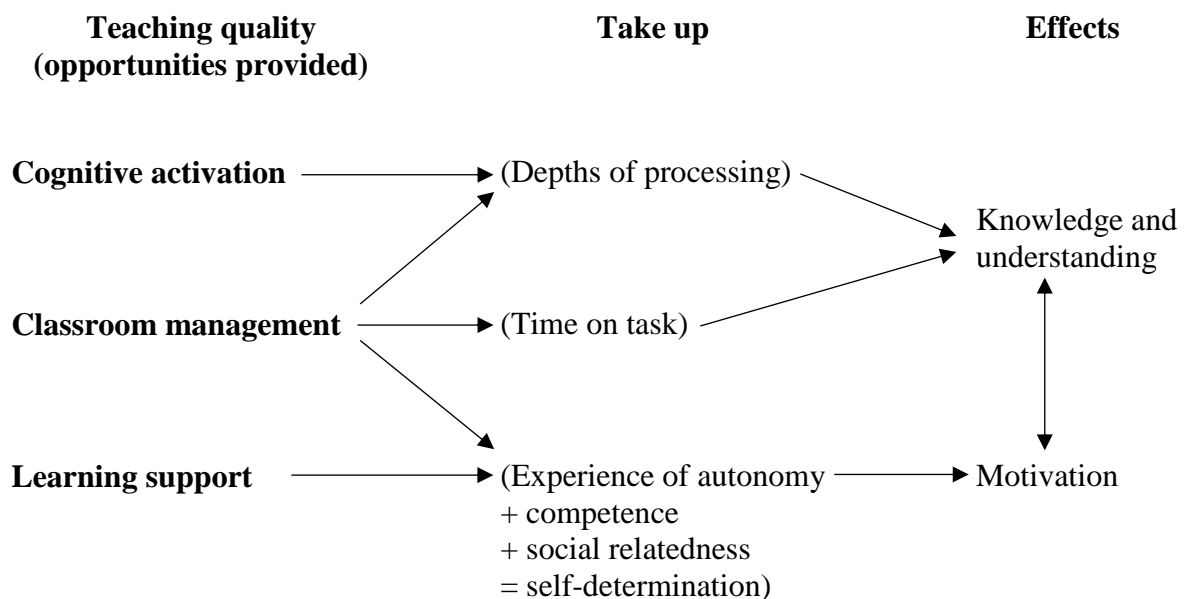 Teaching quality
(opportunities provided)
Take up
Effects
Cognitive activation
(Depths of processing)
Knowledge and
understanding
Classroom management
(Time on task)
Learning support
(Experience of autonomy
+ competence
+ social relatedness
= self-determination)
Motivation